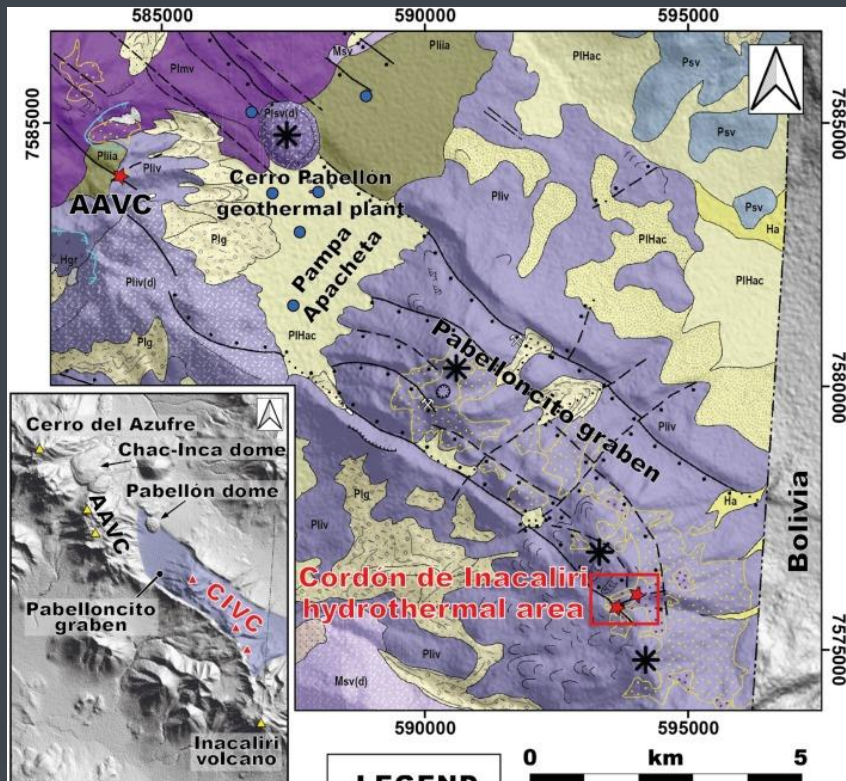 585000
590000
595000
7585000
7585000
Plmv
Msv
Pliia
PlHac
Psv
Plsv(d)
Psv
Pliia
Pliv
AAVC
Cerro Pabellón
geothermal plant
Pliv
Psv
Ha
Plg
PlHac
Hgr
Pliv(d)
Pampa
Apacheta
PlHac
PlHac
Plg
Pabelloncito graben
7580000
Pliv
Cerro del Azufre
Chac-Inca dome
AAVC
Pabellón dome
CIVC
Pabelloncito
graben
Inacaliri
volcano
Plg
Pliv
Ha
Bolivia
Cordón de Inacaliri
hydrothermal area
Pliv
Msv(d)
7575000
590000
595000
LEGEND
0 km 5